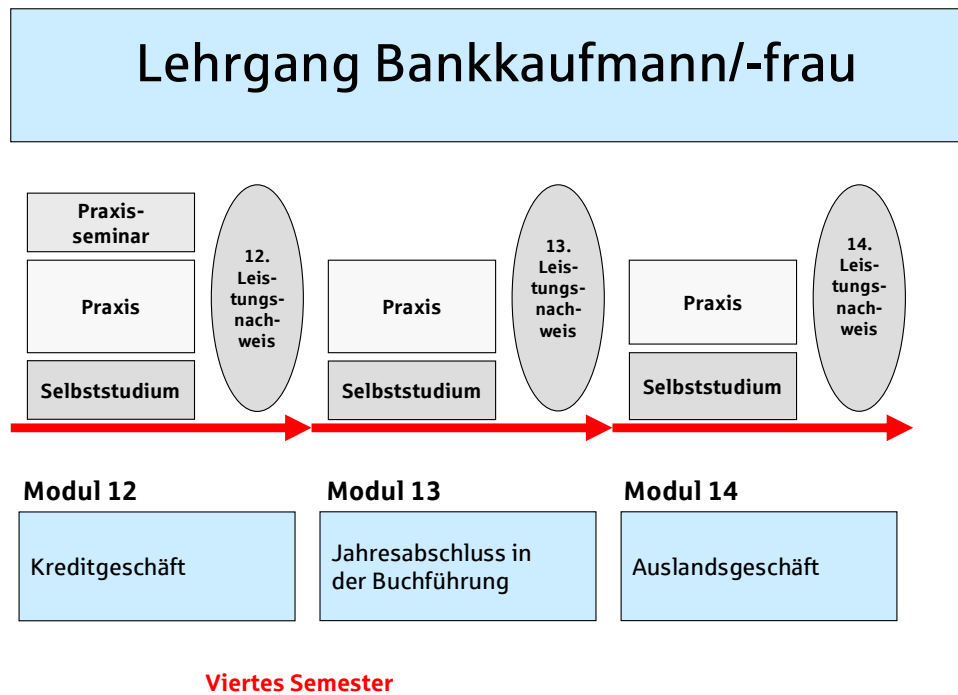 Lehrgang Bankkaufmann/-frau
Praxis-
seminar
Praxis
Selbststudium
12.
Leis-
tungs-
nach-
weis
Praxis
Selbststudium
13.
Leis-
tungs-
nach-
weis
Praxis
Selbststudium
14.
Leis-
tungs-
nach-
weis
Modul 12
Kreditgeschäft
Modul 13
Jahresabschluss in
der Buchführung
Modul 14
Auslandsgeschäft
Viertes Semester